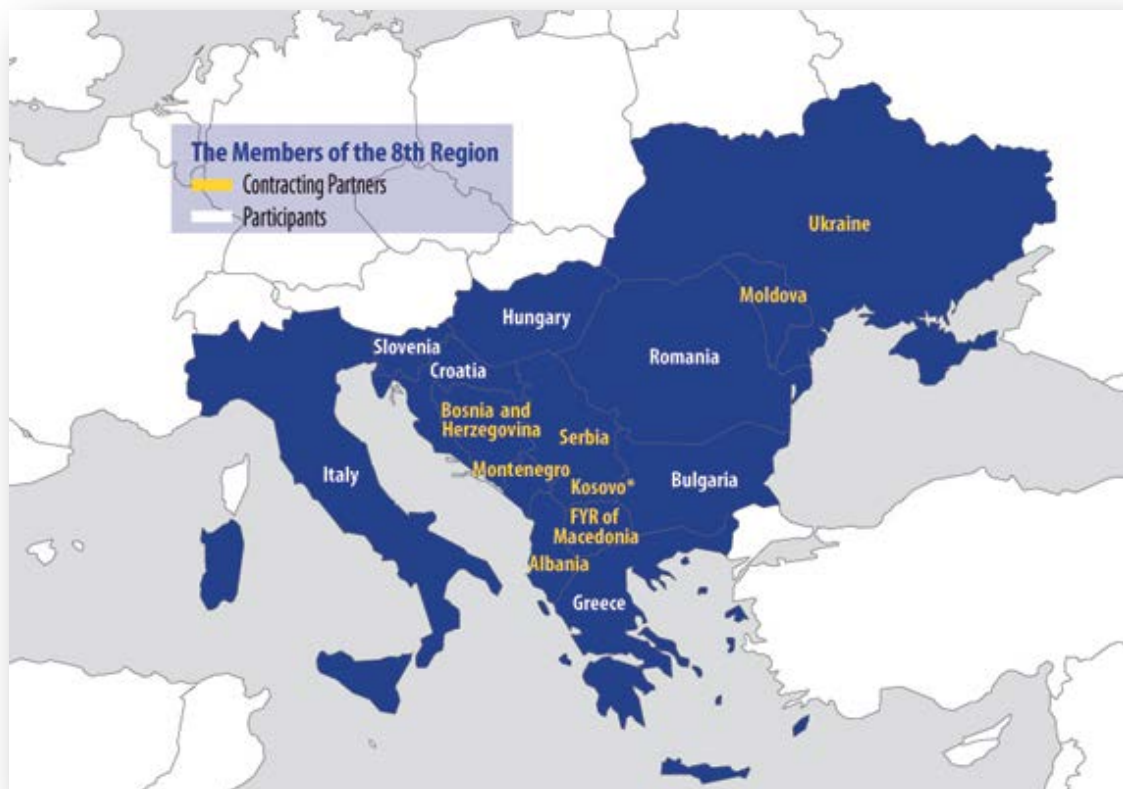 The Members of the 8th Region
Contracting Partners
Participants
Ukraine
Moldova
Hungary
Slovenia
Romania
Croatia
Bosnia and
Herzegovina
Serbia
Italy
Montenegro
Bulgaria
Kosovo*
FYR of
Macedonia
Albania
Greece